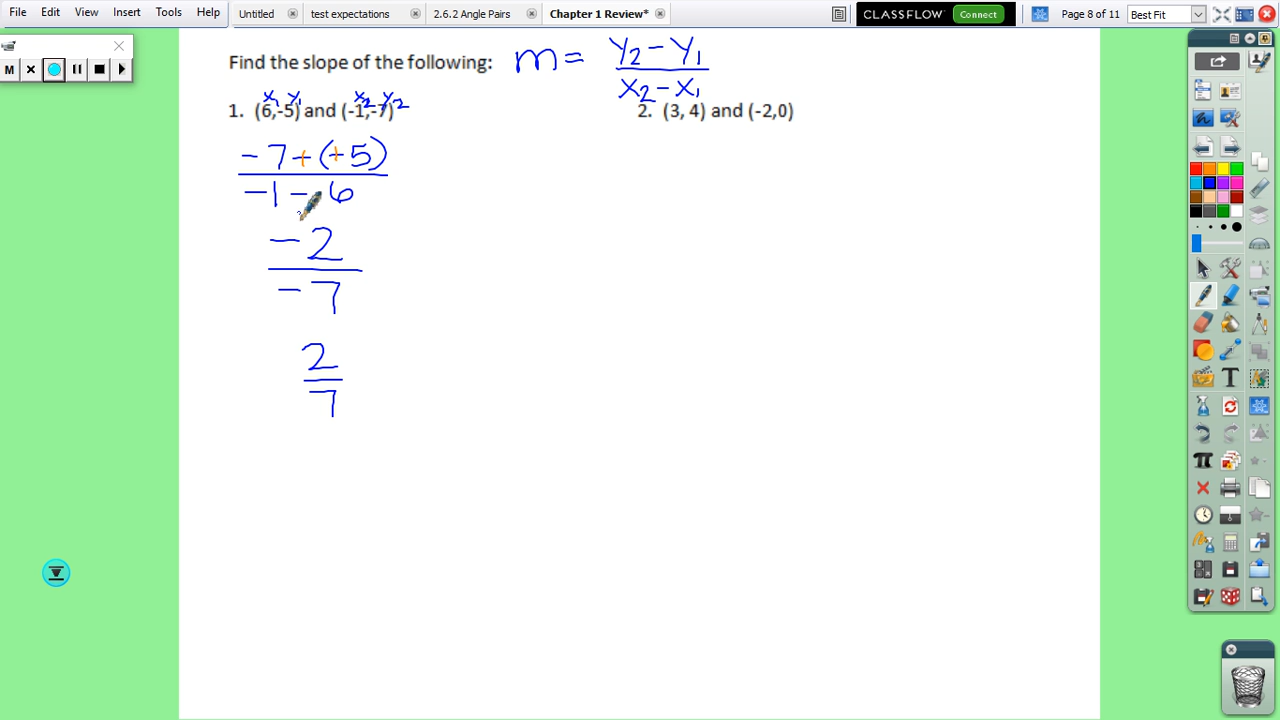 File Edit View Insert Tools Help
Untitled test expectations 2.6.2 Angle Pairs Chapter 1 Review* CLASSFLOW Connect Page 8 of 11 Best Fit
M
Find the slope of the following: m = y2 - y1
x2 - x1
x1 y1 x2 y2
1. (6,-5) and (-1,-7)
2. (3, 4) and (-2,0)
-7 + (+5)
-1 - 6
-2
-7
2
7
T
π